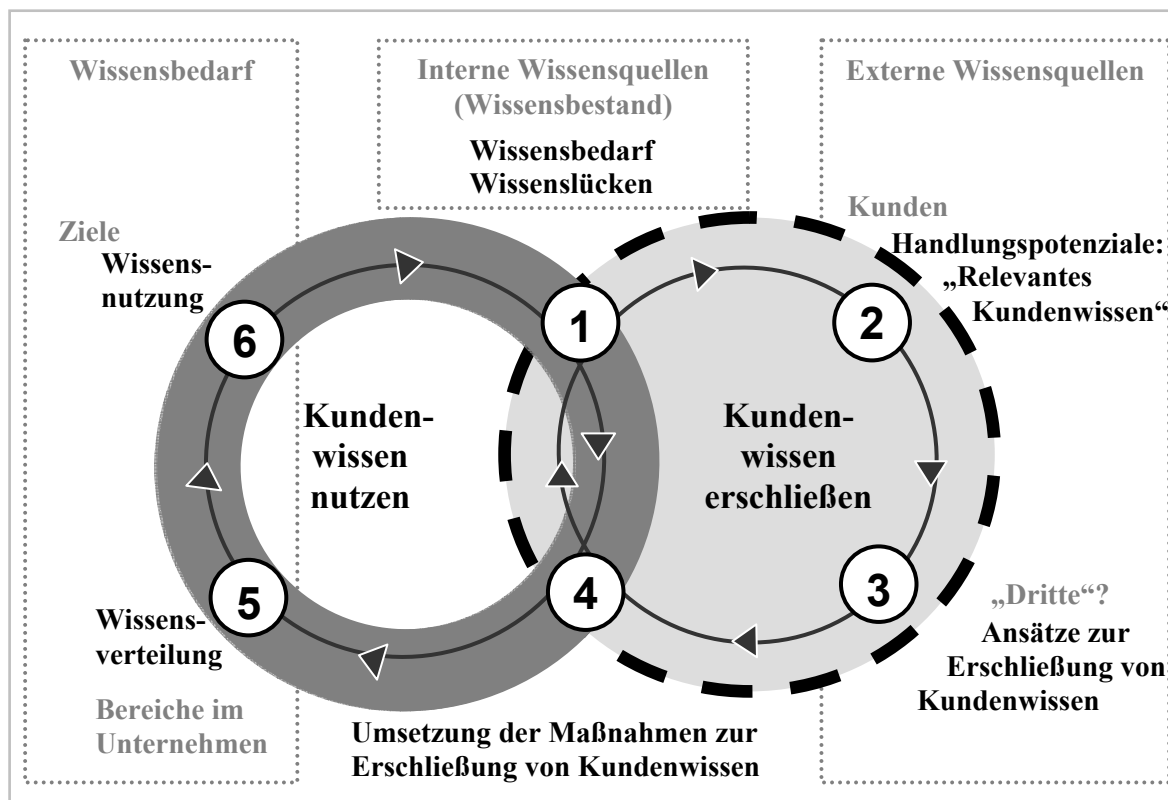 Wissensbedarf
Interne Wissensquellen
(Wissensbestand)
Wissensbedarf
Wissenslücken
Externe Wissensquellen
Ziele
Wissens-
nutzung
Kunden
Handlungspotenziale:
„Relevantes
Kundenwissen“
1
2
6
Kunden-
wissen
nutzen
Kunden-
wissen
erschließen
5
4
3
Wissens-
verteilung
„Dritte“?
Ansätze zur
Erschließung von
Kundenwissen
Bereiche im
Unternehmen
Umsetzung der Maßnahmen zur
Erschließung von Kundenwissen